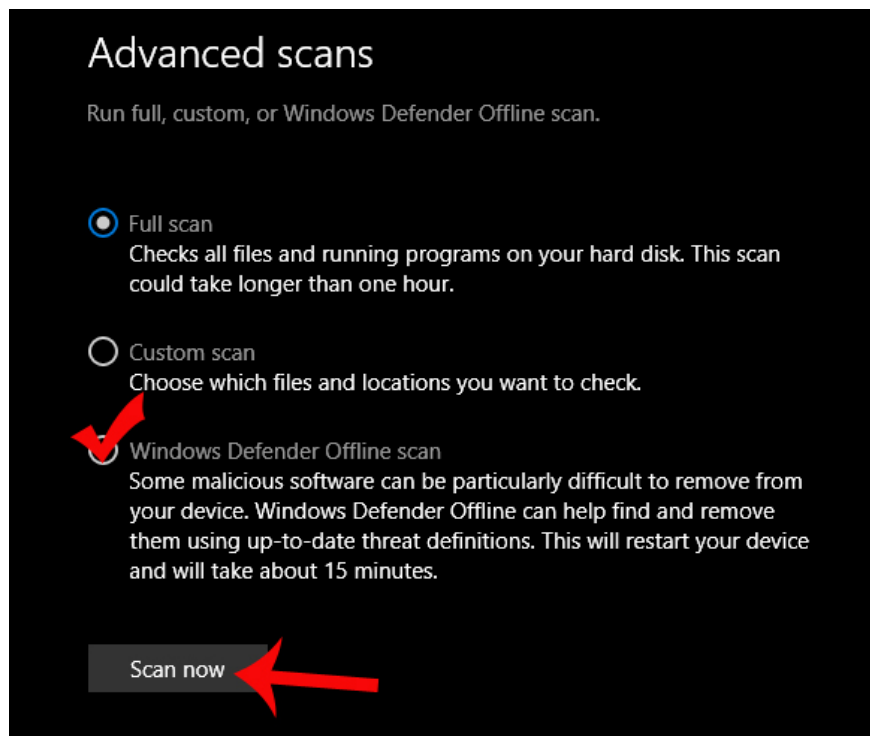 Advanced scans
Run full, custom, or Windows Defender Offline scan.
Full scan
Checks all files and running programs on your hard disk. This scan
could take longer than one hour.
Custom scan
Choose which files and locations you want to check.
Windows Defender Offline scan
Some malicious software can be particularly difficult to remove from
your device. Windows Defender Offline can help find and remove
them using up-to-date threat definitions. This will restart your device
and will take about 15 minutes.
Scan now